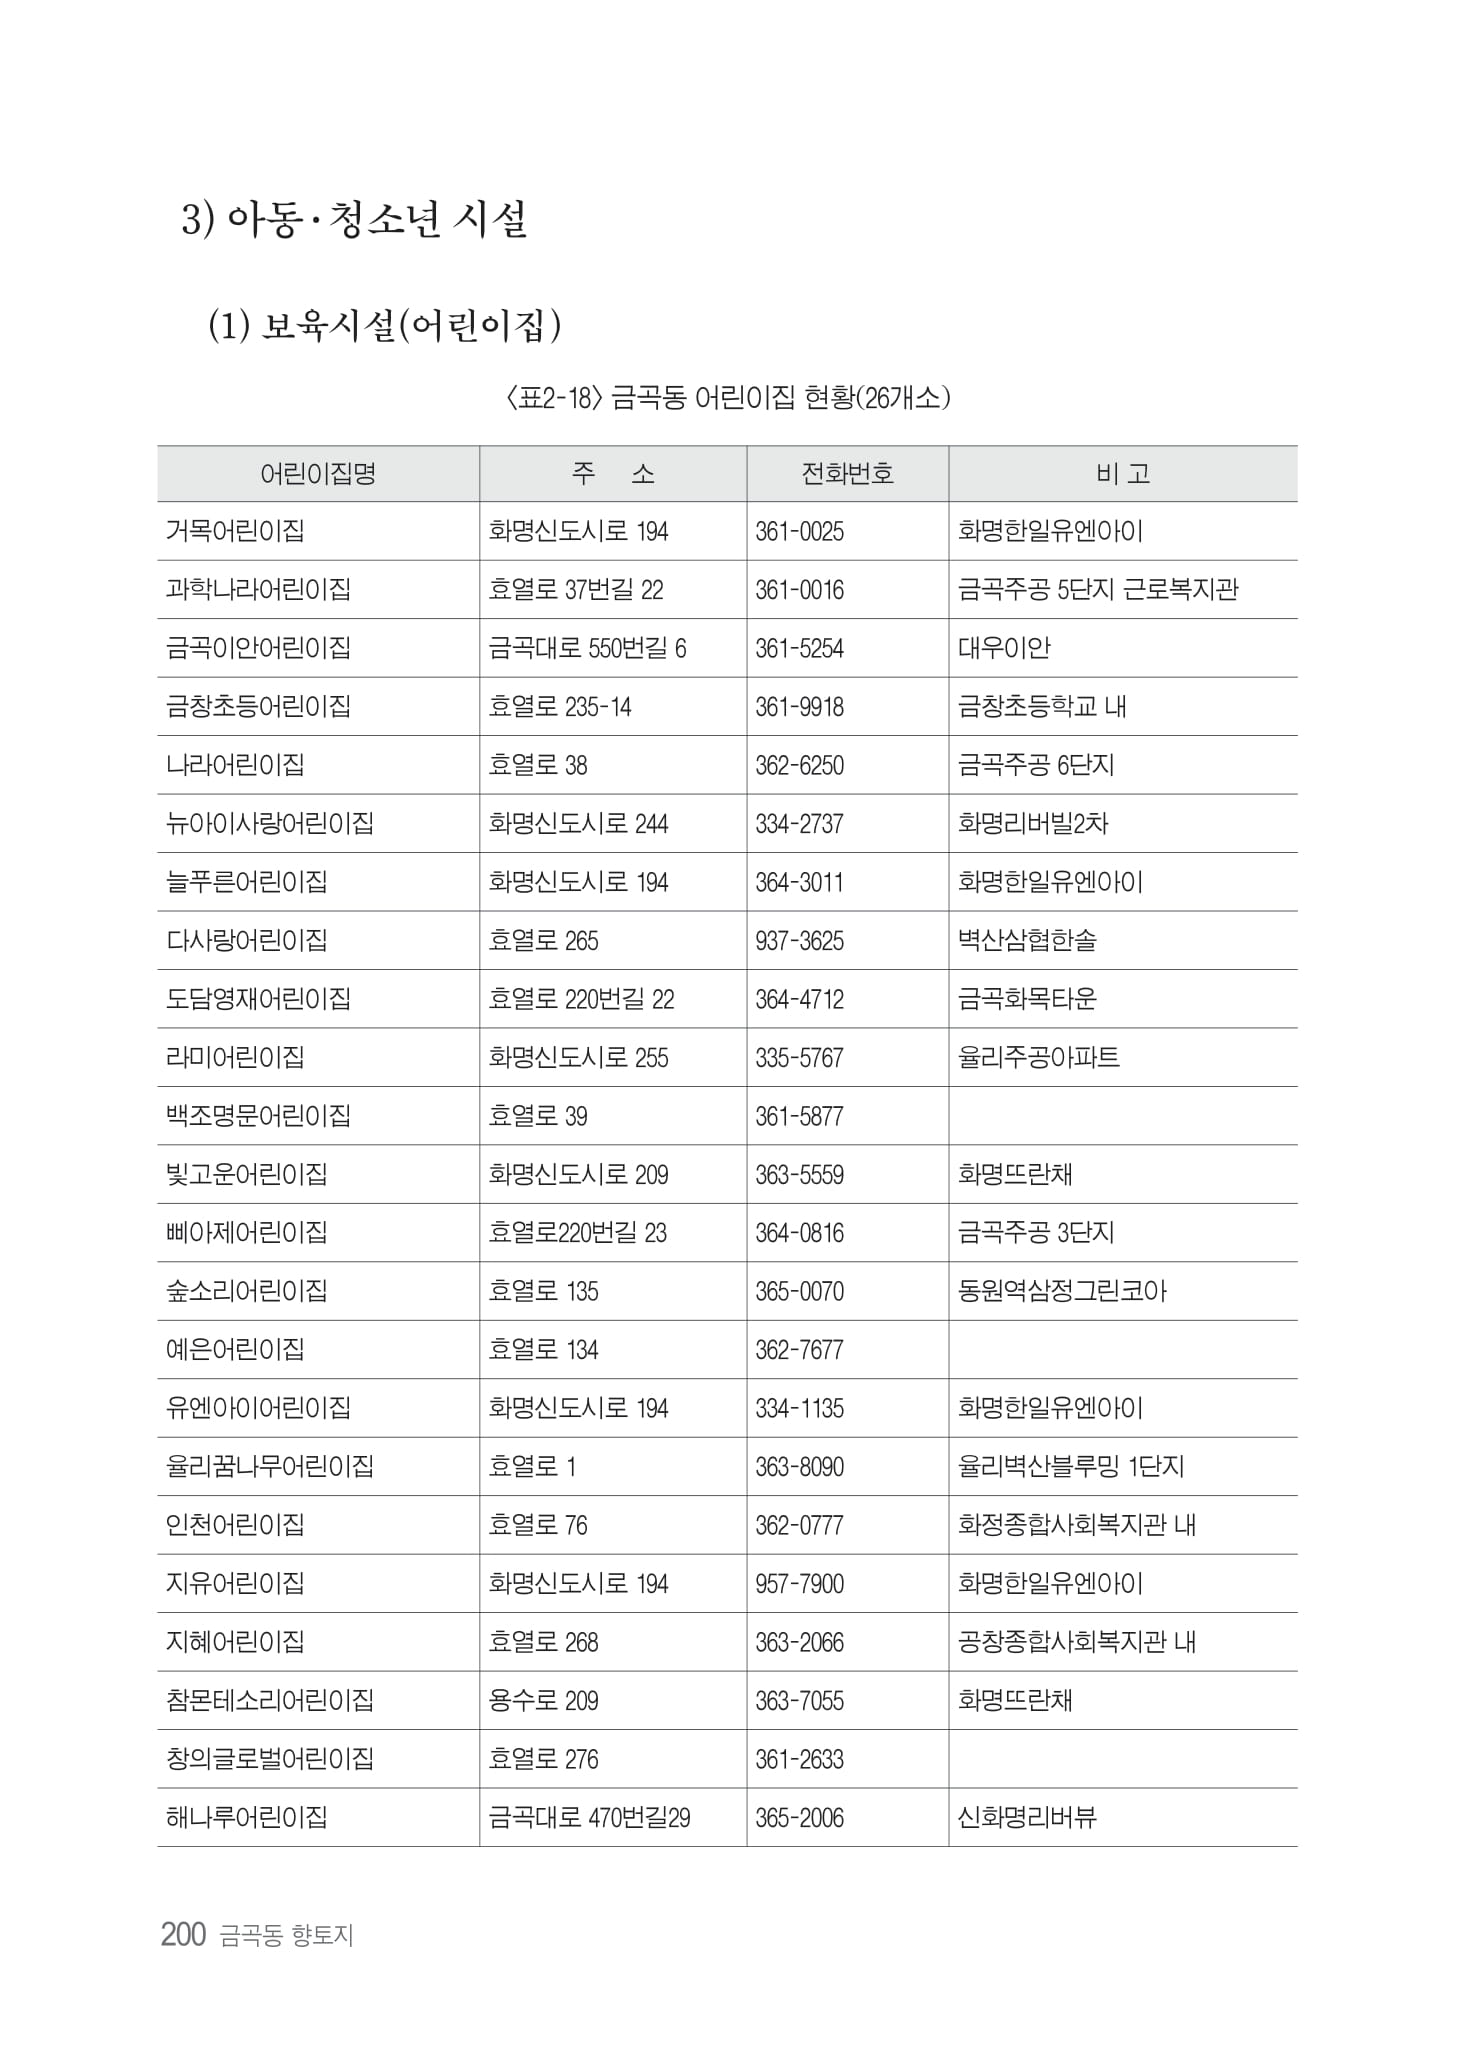 3) 아동·청소년 시설
(1) 보육시설(어린이집)
〈표2-18〉 금곡동 어린이집 현황(26개소)
어린이집명 주 소 전화번호 비 고
거목어린이집 화명신도시로 194 361-0025 화명한일유엔아이
과학나라어린이집 효열로 37번길 22 361-0016 금곡주공 5단지 근로복지관
금곡이안어린이집 금곡대로 550번길 6 361-5254 대우이안
금창초등어린이집 효열로 235-14 361-9918 금창초등학교 내
나라어린이집 효열로 38 362-6250 금곡주공 6단지
뉴아이사랑어린이집 화명신도시로 244 334-2737 화명리버빌2차
늘푸른어린이집 화명신도시로 194 364-3011 화명한일유엔아이
다사랑어린이집 효열로 265 937-3625 벽산삼협한솔
도담영재어린이집 효열로 220번길 22 364-4712 금곡화목타운
라미어린이집 화명신도시로 255 335-5767 율리주공아파트
백조명문어린이집 효열로 39 361-5877
빛고운어린이집 화명신도시로 209 363-5559 화명뜨란채
삐아제어린이집 효열로220번길 23 364-0816 금곡주공 3단지
숲소리어린이집 효열로 135 365-0070 동원역삼정그린코아
예은어린이집 효열로 134 362-7677
유엔아이어린이집 화명신도시로 194 334-1135 화명한일유엔아이
율리꿈나무어린이집 효열로 1 363-8090 율리벽산블루밍 1단지
인천어린이집 효열로 76 362-0777 화정종합사회복지관 내
지유어린이집 화명신도시로 194 957-7900 화명한일유엔아이
지혜어린이집 효열로 268 363-2066 공창종합사회복지관 내
참몬테소리어린이집 용수로 209 363-7055 화명뜨란채
창의글로벌어린이집 효열로 276 361-2633
해나루어린이집 금곡대로 470번길29 365-2006 신화명리버뷰
200 금곡동 향토지